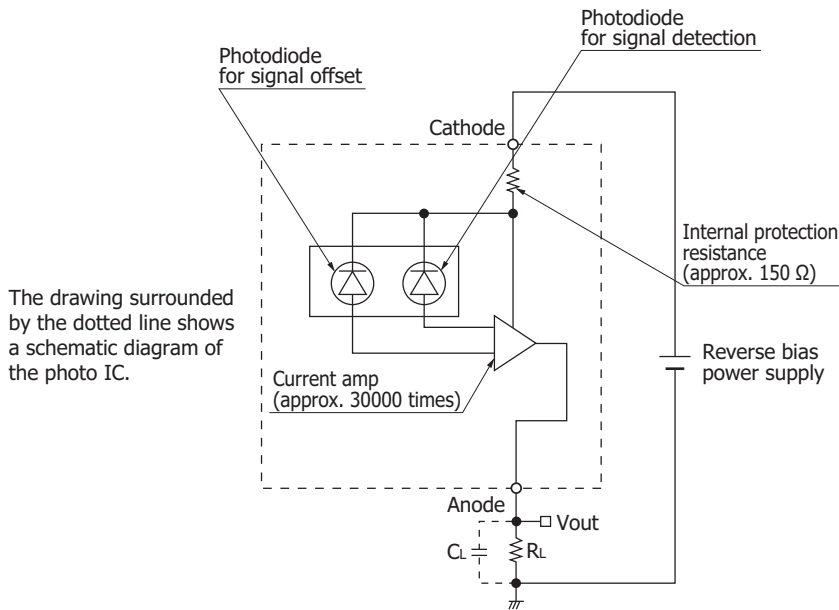 Photodiode
for signal detection
Photodiode
for signal offset
Cathode
Internal protection
resistance
(approx. 150 Ω)
The drawing surrounded
by the dotted line shows
a schematic diagram of
the photo IC.
Reverse bias
power supply
Current amp
(approx. 30000 times)
Anode
Vout
CL
RL